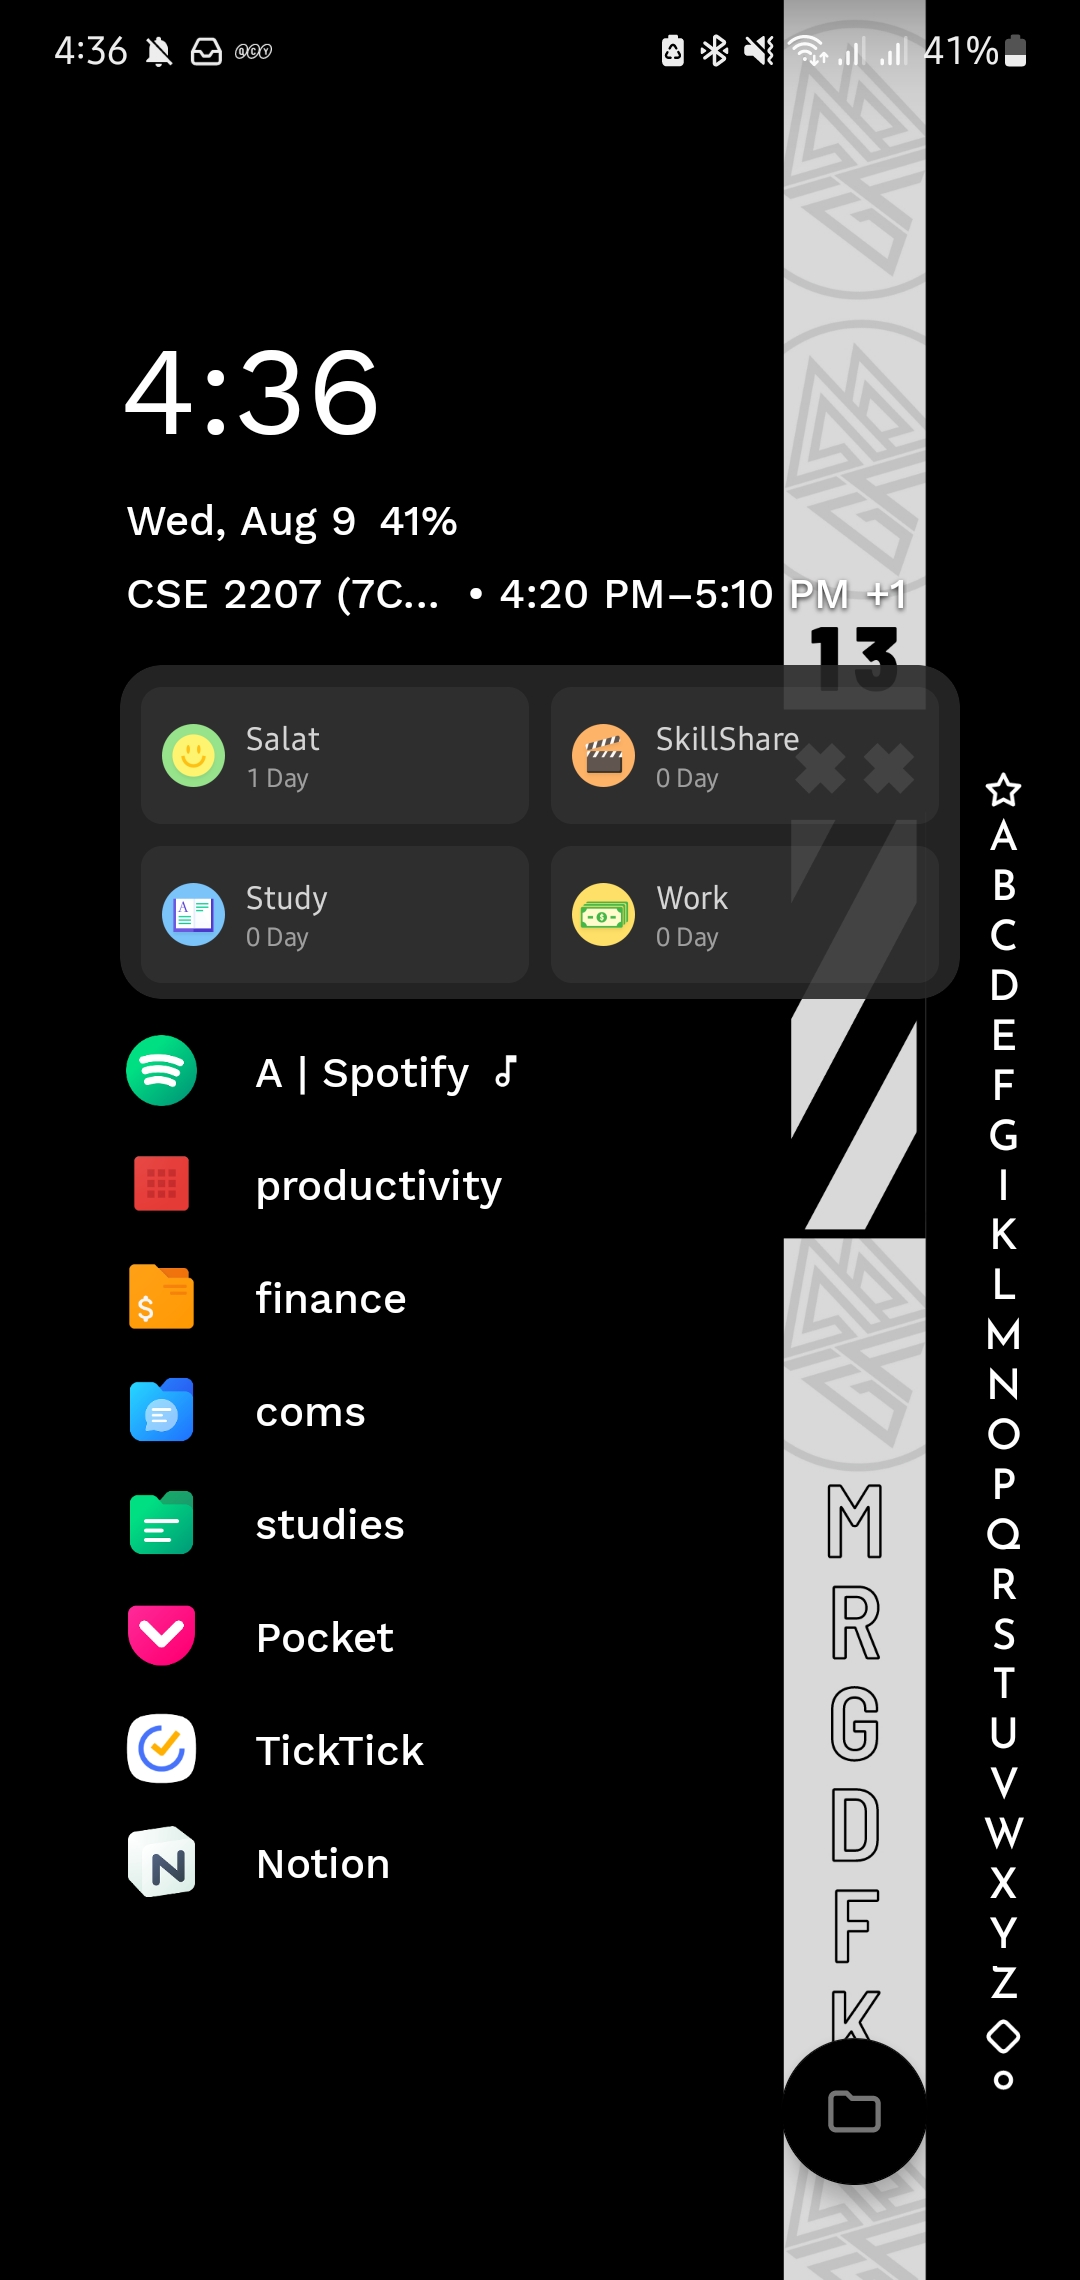 4:36
41%
4:36
Wed, Aug 9 41%
CSE 2207 (7C... • 4:20 PM–5:10 PM +1
13
Salat
1 Day
SkillShare
0 Day
Study
0 Day
Work
0 Day
A | Spotify
productivity
finance
coms
studies
Pocket
TickTick
Notion
M
R
G
D
F
K
A
B
C
D
E
F
G
I
K
L
M
N
O
P
Q
R
S
T
U
V
W
X
Y
Z